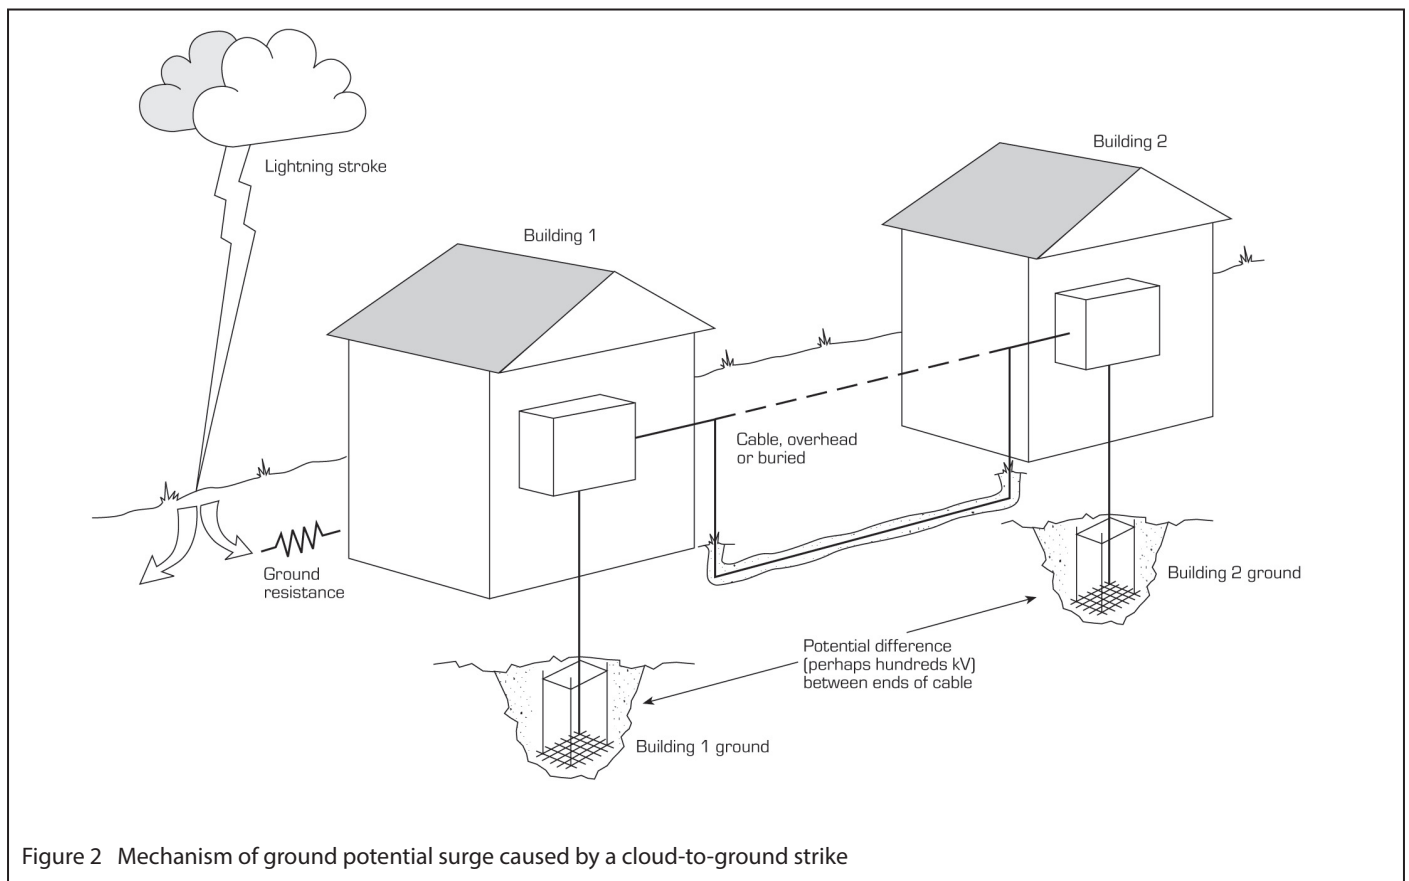 Lightning stroke
Building 2
Building 1
Cable, overhead
or buried
Ground
resistance
Building 2 ground
Potential difference
(perhaps hundreds kV)
between ends of cable
Building 1 ground
Figure 2 Mechanism of ground potential surge caused by a cloud-to-ground strike